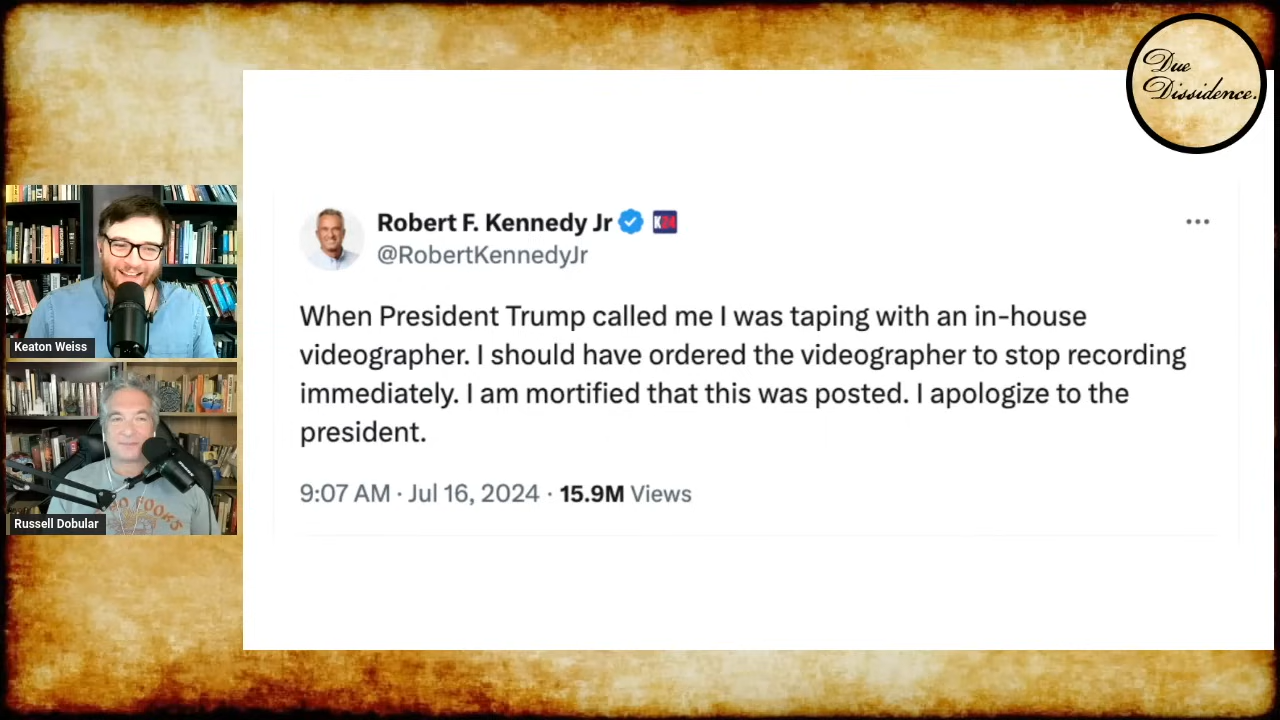 Due
Dissidence.
Robert F. Kennedy Jr
K24
@RobertKennedyJr
When President Trump called me I was taping with an in-house
videographer. I should have ordered the videographer to stop recording
immediately. I am mortified that this was posted. I apologize to the
president.
9:07 AM · Jul 16, 2024 · 15.9M Views
Keaton Weiss
Russell Dobular